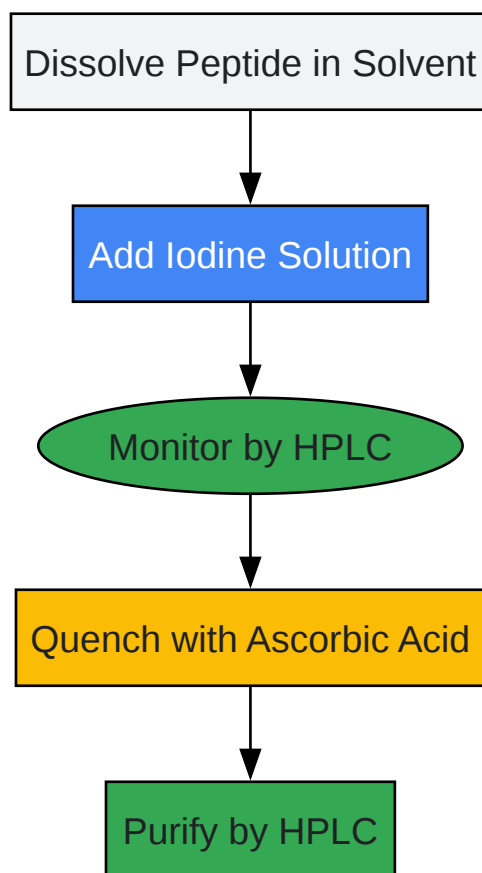 Dissolve Peptide in Solvent
Add Iodine Solution
Monitor by HPLC
Quench with Ascorbic Acid
Purify by HPLC